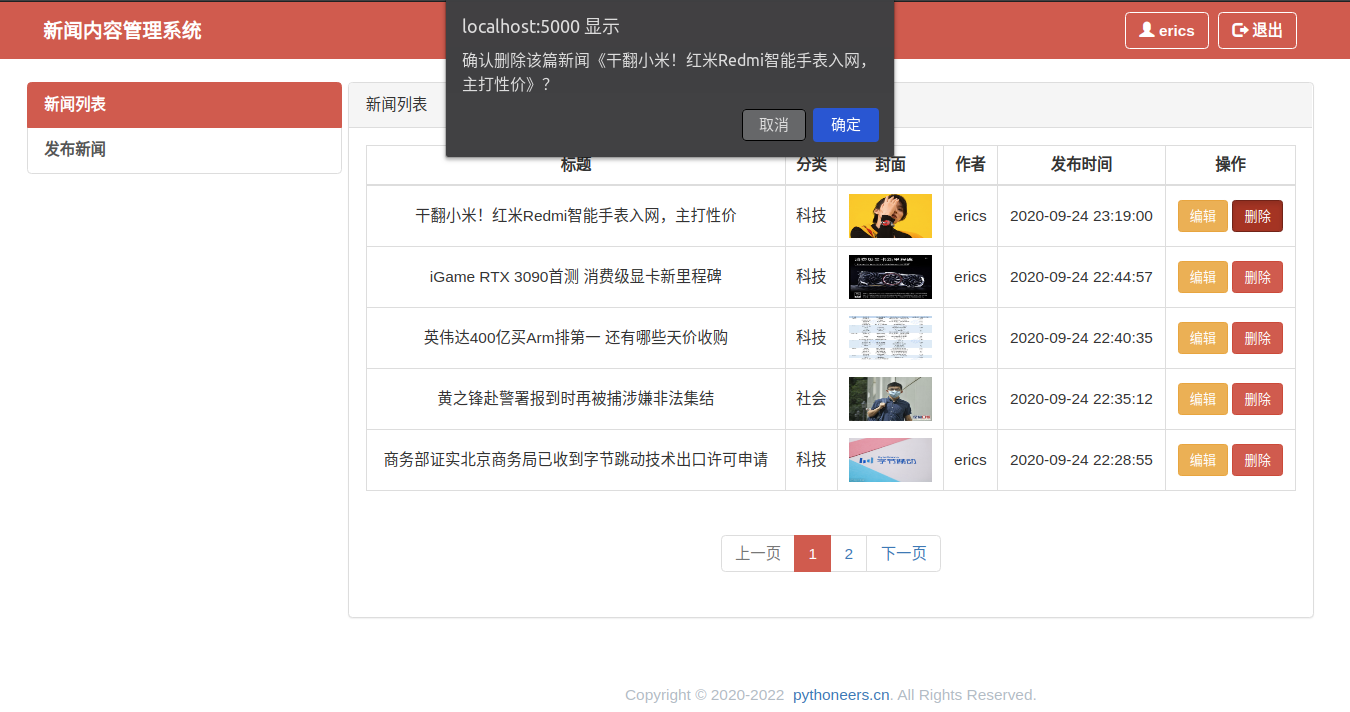 新闻内容管理系统
erics
退出
localhost:5000 显示
确认删除该篇新闻《干翻小米！红米Redmi智能手表入网，
主打性价》？
取消
确定
新闻列表
发布新闻
新闻列表
标题 分类 封面 作者 发布时间 操作
干翻小米！红米Redmi智能手表入网，主打性价 科技 erics 2020-09-24 23:19:00 编辑 删除
iGame RTX 3090首测 消费级显卡新里程碑 科技 erics 2020-09-24 22:44:57 编辑 删除
英伟达400亿买Arm排第一 还有哪些天价收购 科技 erics 2020-09-24 22:40:35 编辑 删除
黄之锋赴警署报到时再被捕涉嫌非法集结 社会 erics 2020-09-24 22:35:12 编辑 删除
商务部证实北京商务局已收到字节跳动技术出口许可申请 科技 erics 2020-09-24 22:28:55 编辑 删除
上一页 1 2 下一页
Copyright © 2020-2022 pythoneers.cn. All Rights Reserved.